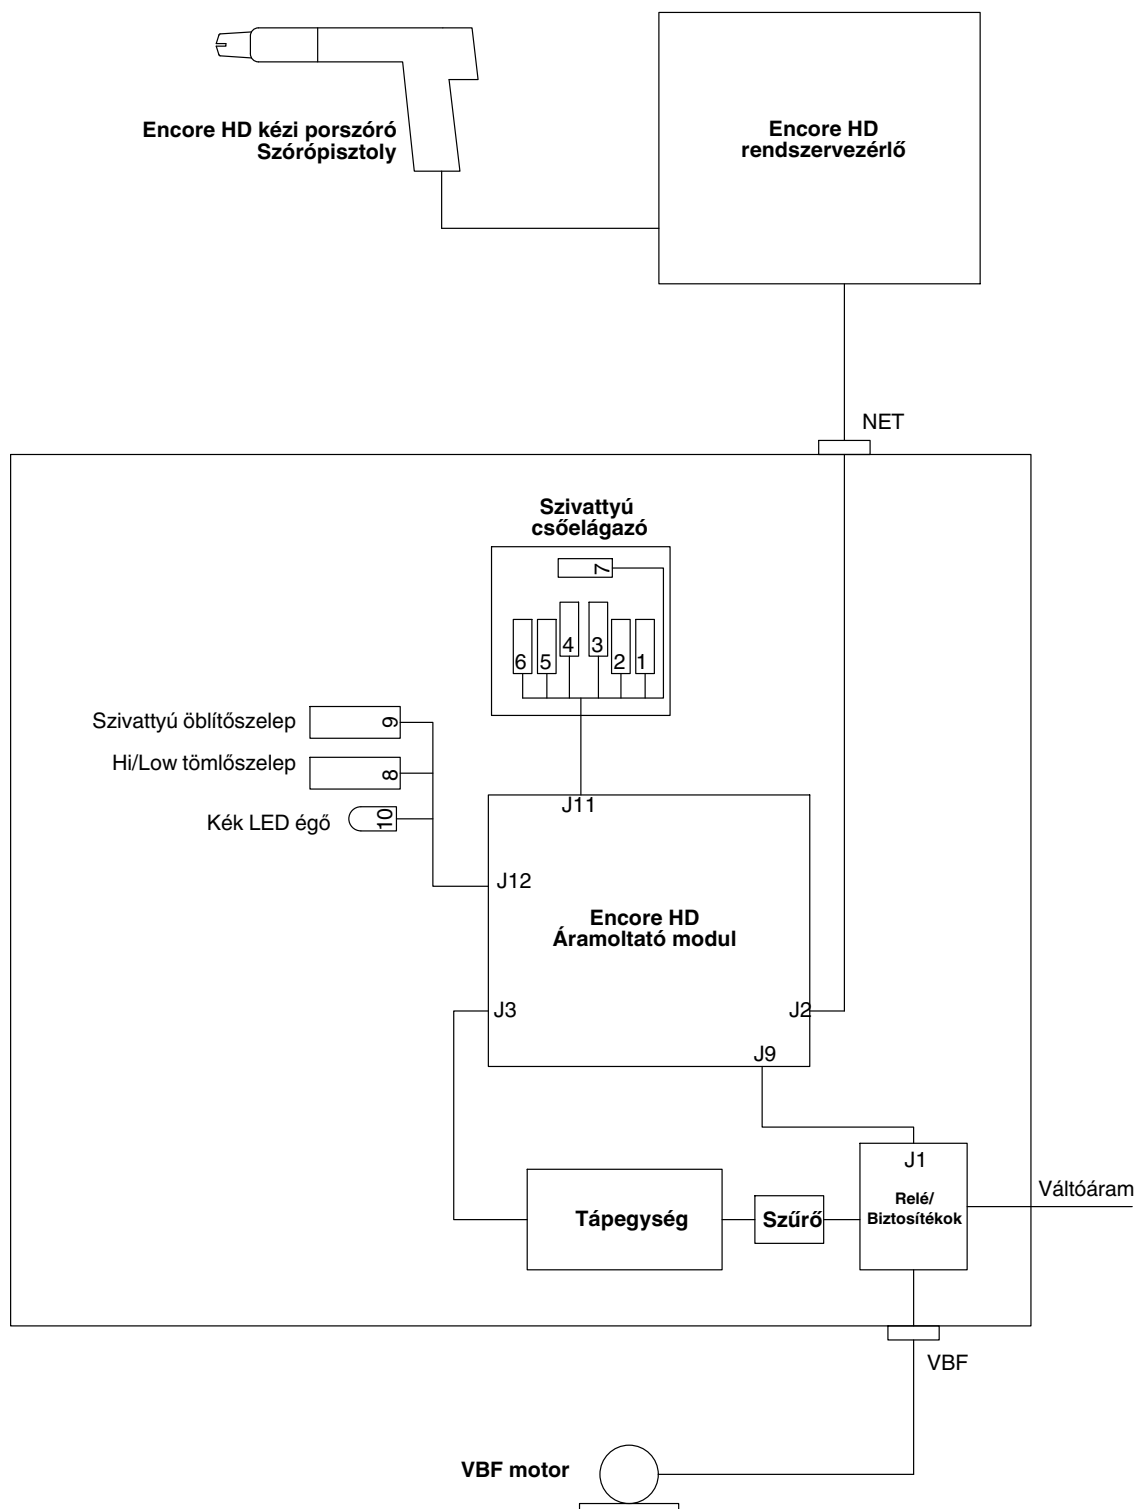 Encore HD kézi porszóró
Szórópisztoly
Encore HD
rendszervezérlő
NET
Szivattyú
csőelágazó
7
6
5
4
3
2
1
Szivattyú öblítőszelep
9
Hi/Low tömlőszelep
8
Kék LED égő
10
J11
J12
Encore HD
Áramoltató modul
J3
J2
J9
J1
Relé/
Biztosítékok
Váltóáram
Tápegység
Szűrő
VBF
VBF motor